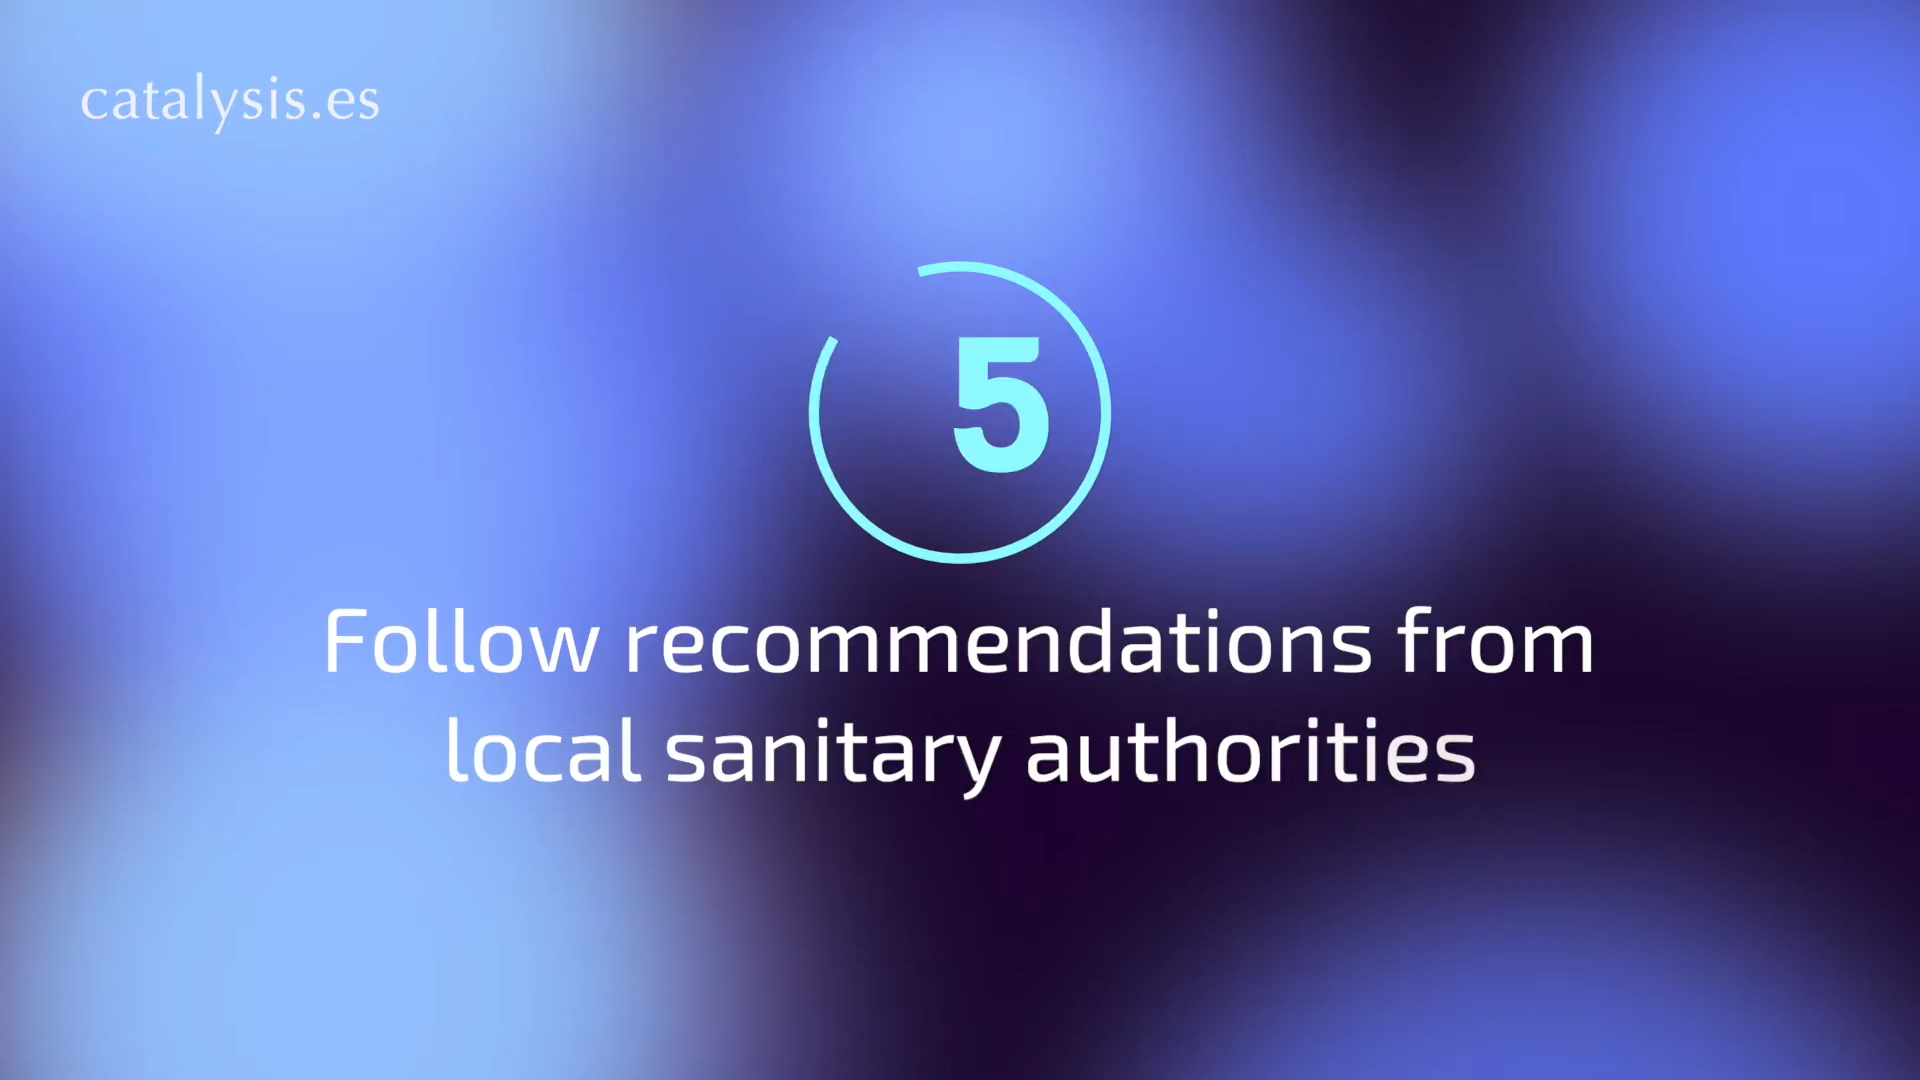 catalysis.es
5
Follow recommendations from
local sanitary authorities